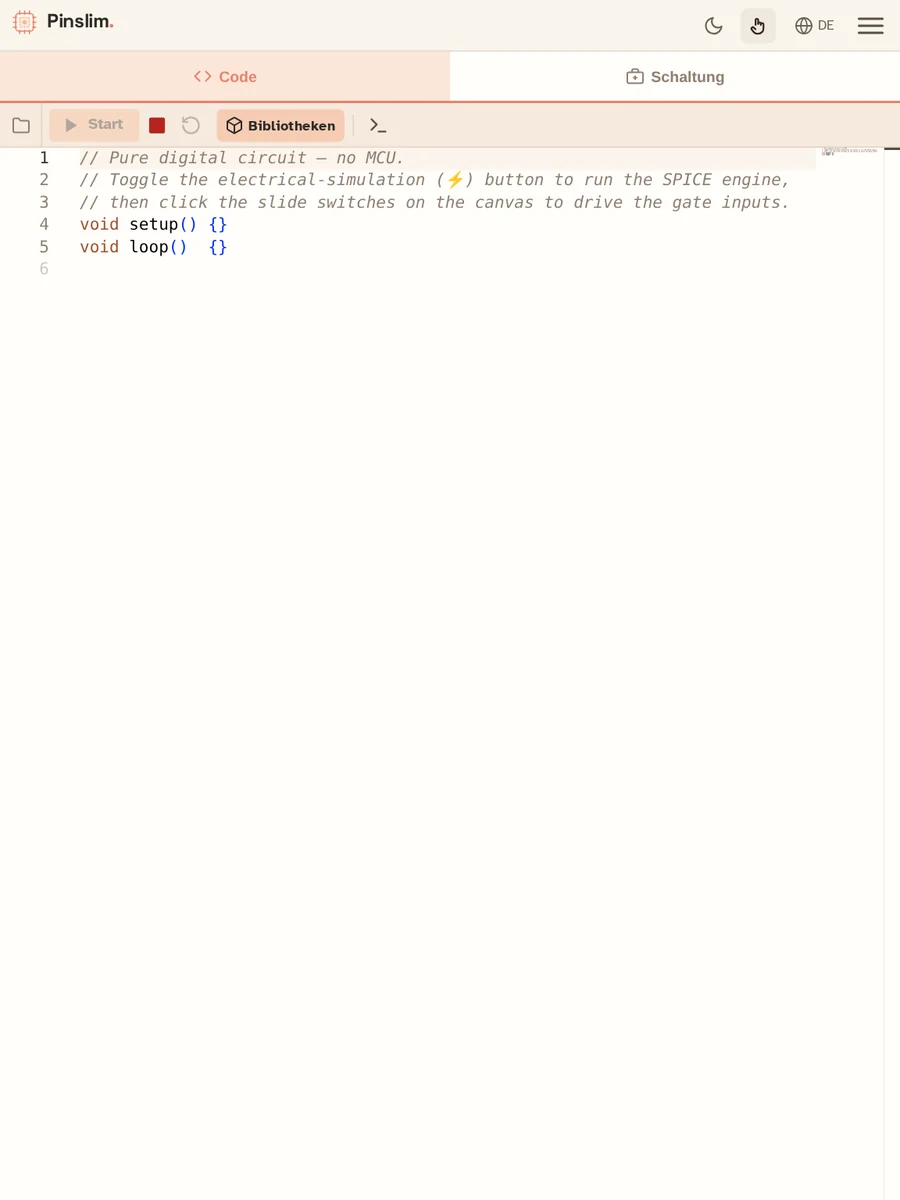 Pinslim.
DE
Code
Schaltung
Start
Bibliotheken
1 // Pure digital circuit — no MCU.
2 // Toggle the electrical-simulation (⚡) button to run the SPICE engine,
3 // then click the slide switches on the canvas to drive the gate inputs.
4 void setup() {}
5 void loop()  {}
6